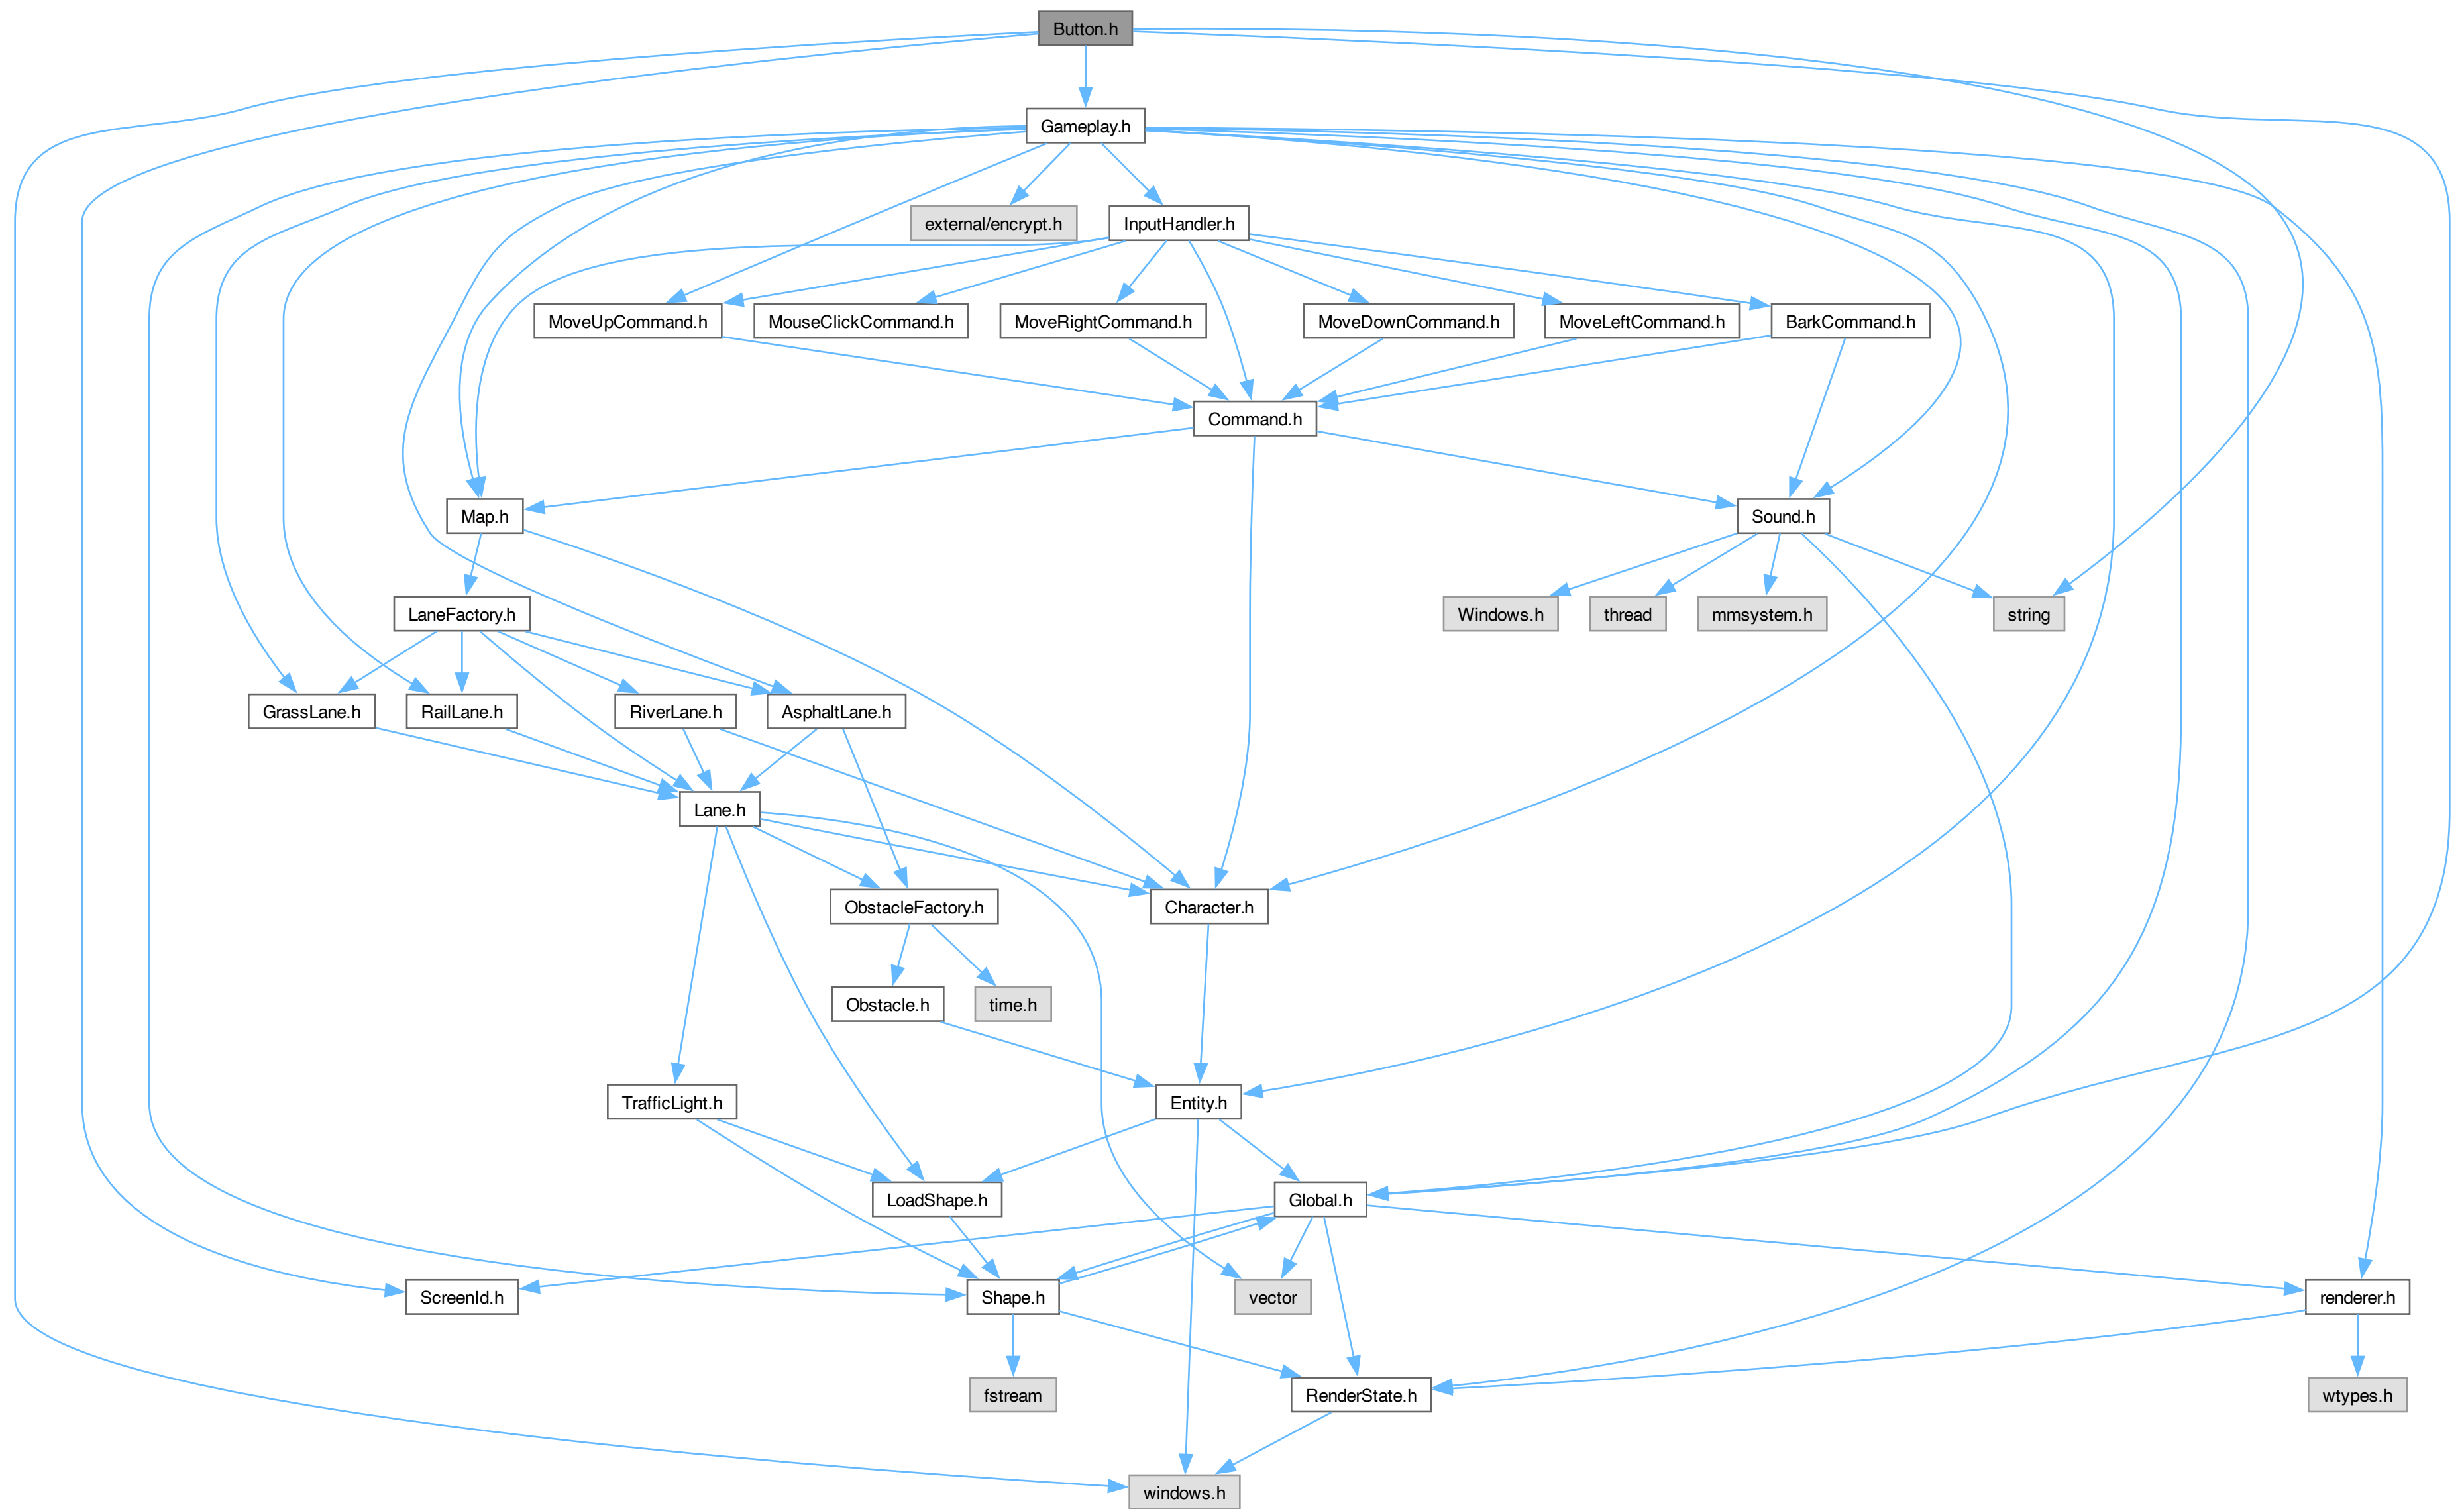 Button.h
Gameplay.h
external/encrypt.h
InputHandler.h
MoveUpCommand.h
MouseClickCommand.h
MoveRightCommand.h
MoveDownCommand.h
MoveLeftCommand.h
BarkCommand.h
Command.h
Map.h
Sound.h
LaneFactory.h
Windows.h
thread
mmsystem.h
string
GrassLane.h
RailLane.h
RiverLane.h
AsphaltLane.h
Lane.h
ObstacleFactory.h
Character.h
Obstacle.h
time.h
TrafficLight.h
Entity.h
LoadShape.h
Global.h
ScreenId.h
Shape.h
vector
renderer.h
fstream
RenderState.h
wtypes.h
windows.h